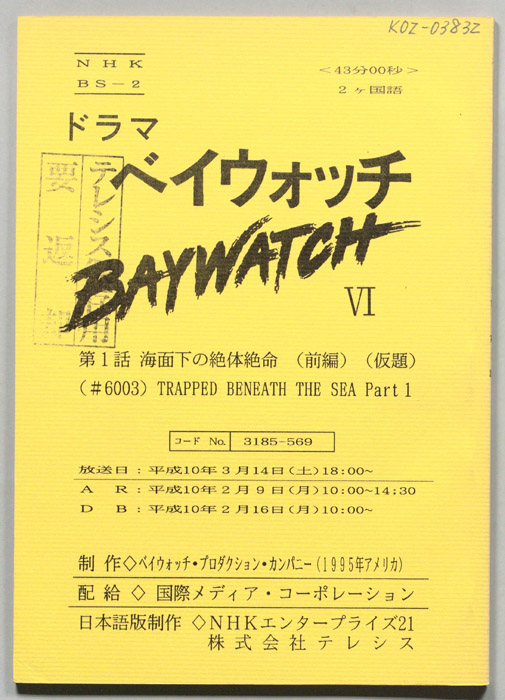 KOZ-03832
NHK
BS-2
<43分00秒>
2ヶ国語
ドラマ
ベイウォッチ
BAYWATCH
VI
要返却
第1話 海面下の絶体絶命 (前編) (仮題)
(#6003) TRAPPED BENEATH THE SEA Part 1
コード No. 3185-569
放送日:平成10年3月14日(土)18:00~
A R:平成10年2月9日(月)10:00~14;30
D B:平成10年2月16日(月)10:00~
制作◇ベイウォッチ・プロダクション・カンパニー(1995年アメリカ)
配給◇国際メディア・コーポレーション
日本語版制作◇NHKエンタープライズ21
株式会社テレシス